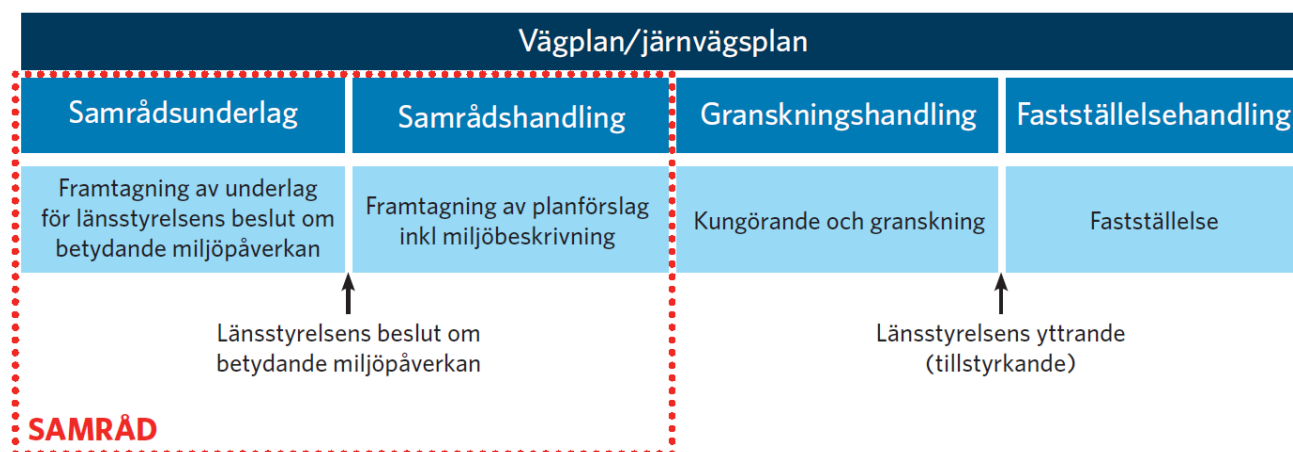 Vägplan/järnvägsplan
Samrådsunderlag
Samrådshandling
Granskningshandling
Fastställelsehandling
Framtagning av underlag
för länsstyrelsens beslut om
betydande miljöpåverkan
Framtagning av planförslag
inkl miljöbeskrivning
Kungörande och granskning
Fastställelse
Länsstyrelsens beslut om
betydande miljöpåverkan
Länsstyrelsens yttrande
(tillstyrkande)
SAMRÅD